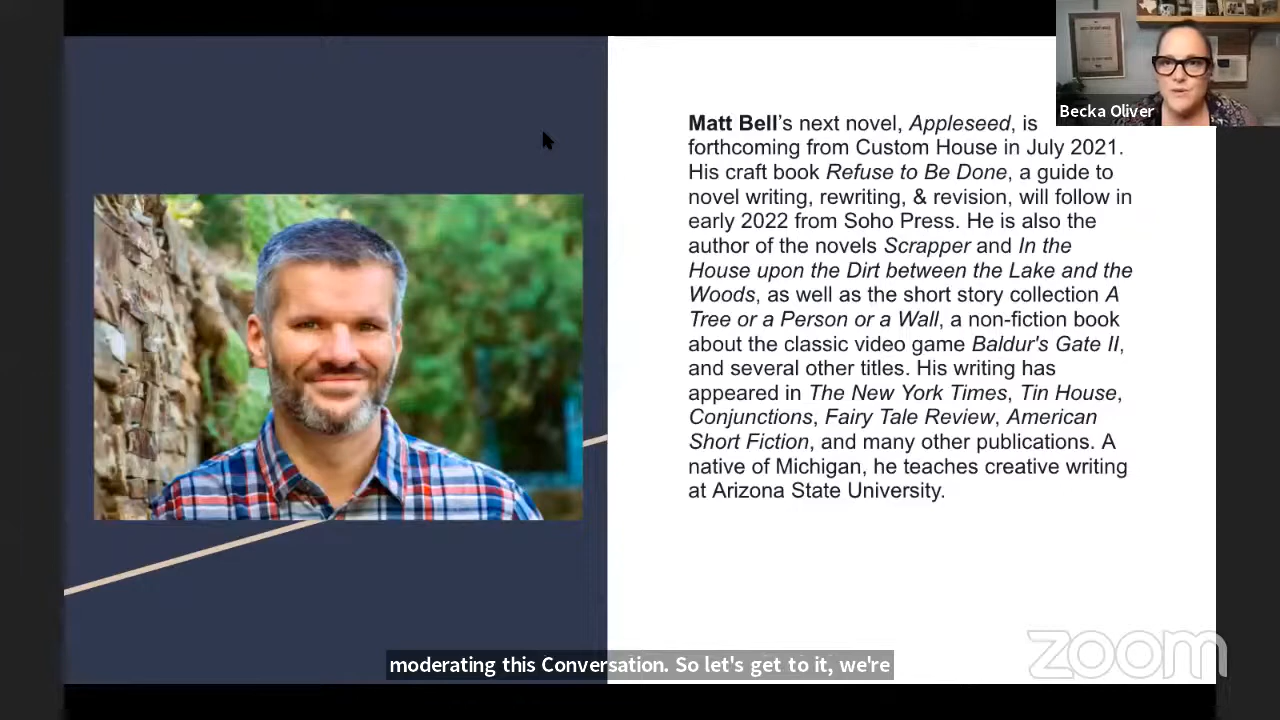 Becka Oliver
Matt Bell's next novel, Appleseed, is
forthcoming from Custom House in July 2021.
His craft book Refuse to Be Done, a guide to
novel writing, rewriting, & revision, will follow in
early 2022 from Soho Press. He is also the
author of the novels Scrapper and In the
House upon the Dirt between the Lake and the
Woods, as well as the short story collection A
Tree or a Person or a Wall, a non-fiction book
about the classic video game Baldur's Gate II,
and several other titles. His writing has
appeared in The New York Times, Tin House,
Conjunctions, Fairy Tale Review, American
Short Fiction, and many other publications. A
native of Michigan, he teaches creative writing
at Arizona State University.
zoom
moderating this Conversation. So let's get to it, we're